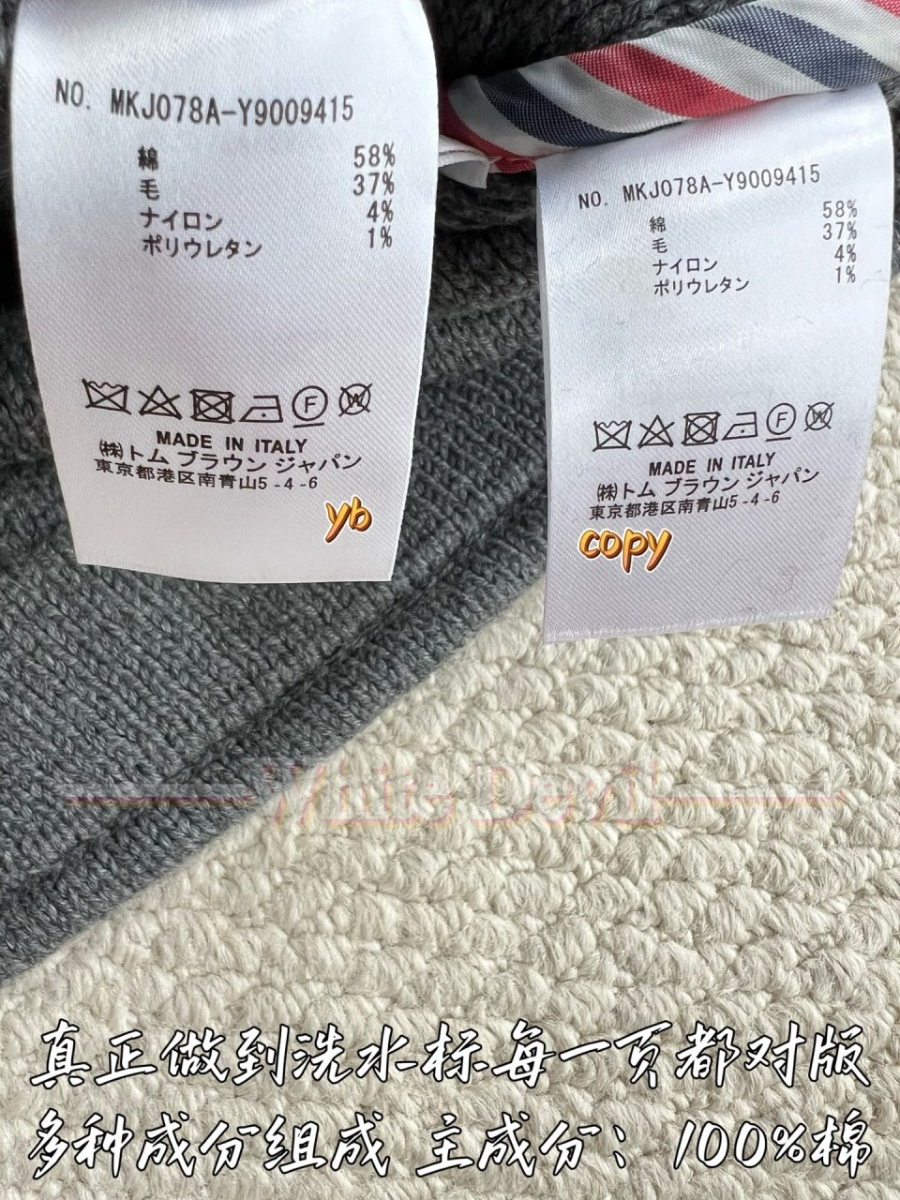 NO. MKJ078A-Y9009415
綿 58%
毛 37%
ナイロン 4%
ポリウレタン 1%
F W
MADE IN ITALY
㈱トム ブラウン ジャパン
東京都港区南青山5-4-6
yb
NO. MKJ078A-Y9009415
綿 58%
毛 37%
ナイロン 4%
ポリウレタン 1%
F W
MADE IN ITALY
㈱トム ブラウン ジャパン
東京都港区南青山5-4-6
copy
White Devil
真正做到洗水标每一页都对版
多种成分组成 主成分：100%棉